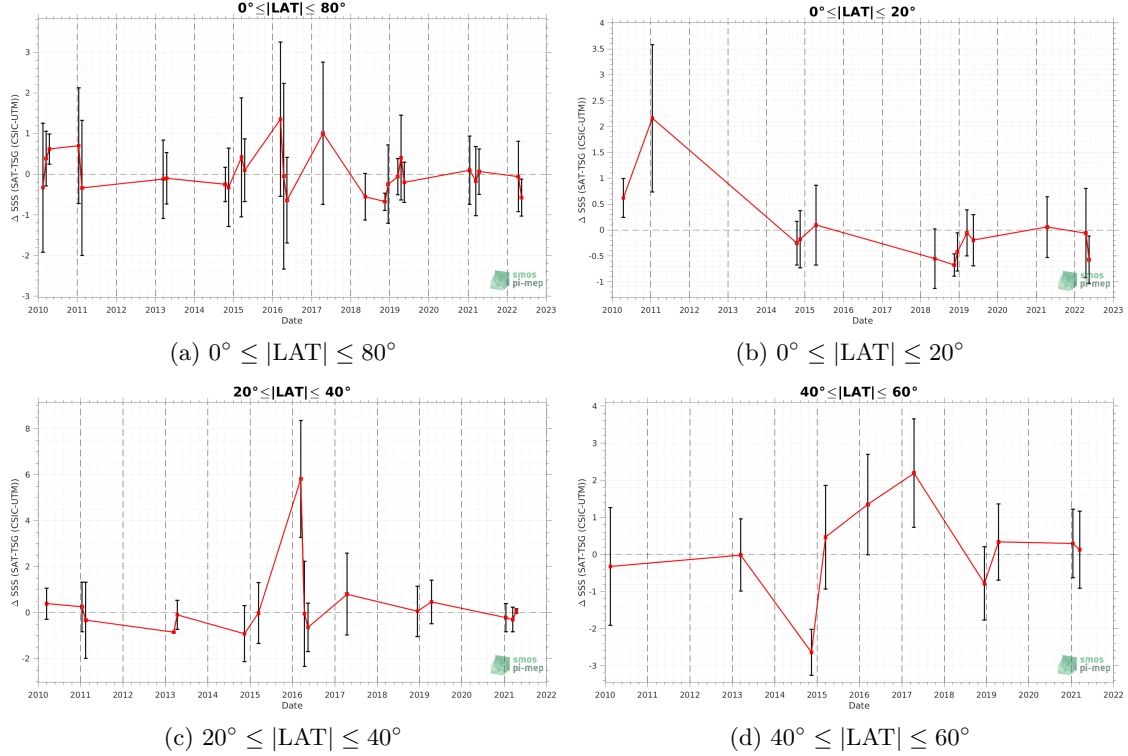 0°≤|LAT|≤ 80°
Δ SSS (SAT-TSG (CSIC-UTM))
3
2
1
0
-1
-2
-3
2010 2011 2012 2013 2014 2015 2016 2017 2018 2019 2020 2021 2022 2023
Date
smos
pi-mep
(a) 0° ≤ |LAT| ≤ 80°
0°≤|LAT|≤ 20°
Δ SSS (SAT-TSG (CSIC-UTM))
4
3.5
3
2.5
2
1.5
1
0.5
0
-0.5
-1
2010 2011 2012 2013 2014 2015 2016 2017 2018 2019 2020 2021 2022 2023
Date
smos
pi-mep
(b) 0° ≤ |LAT| ≤ 20°
20°≤|LAT|≤ 40°
Δ SSS (SAT-TSG (CSIC-UTM))
8
6
4
2
0
-2
2010 2011 2012 2013 2014 2015 2016 2017 2018 2019 2020 2021 2022
Date
smos
pi-mep
(c) 20° ≤ |LAT| ≤ 40°
40°≤|LAT|≤ 60°
Δ SSS (SAT-TSG (CSIC-UTM))
4
3
2
1
0
-1
-2
-3
2010 2011 2012 2013 2014 2015 2016 2017 2018 2019 2020 2021 2022
Date
smos
pi-mep
(d) 40° ≤ |LAT| ≤ 60°